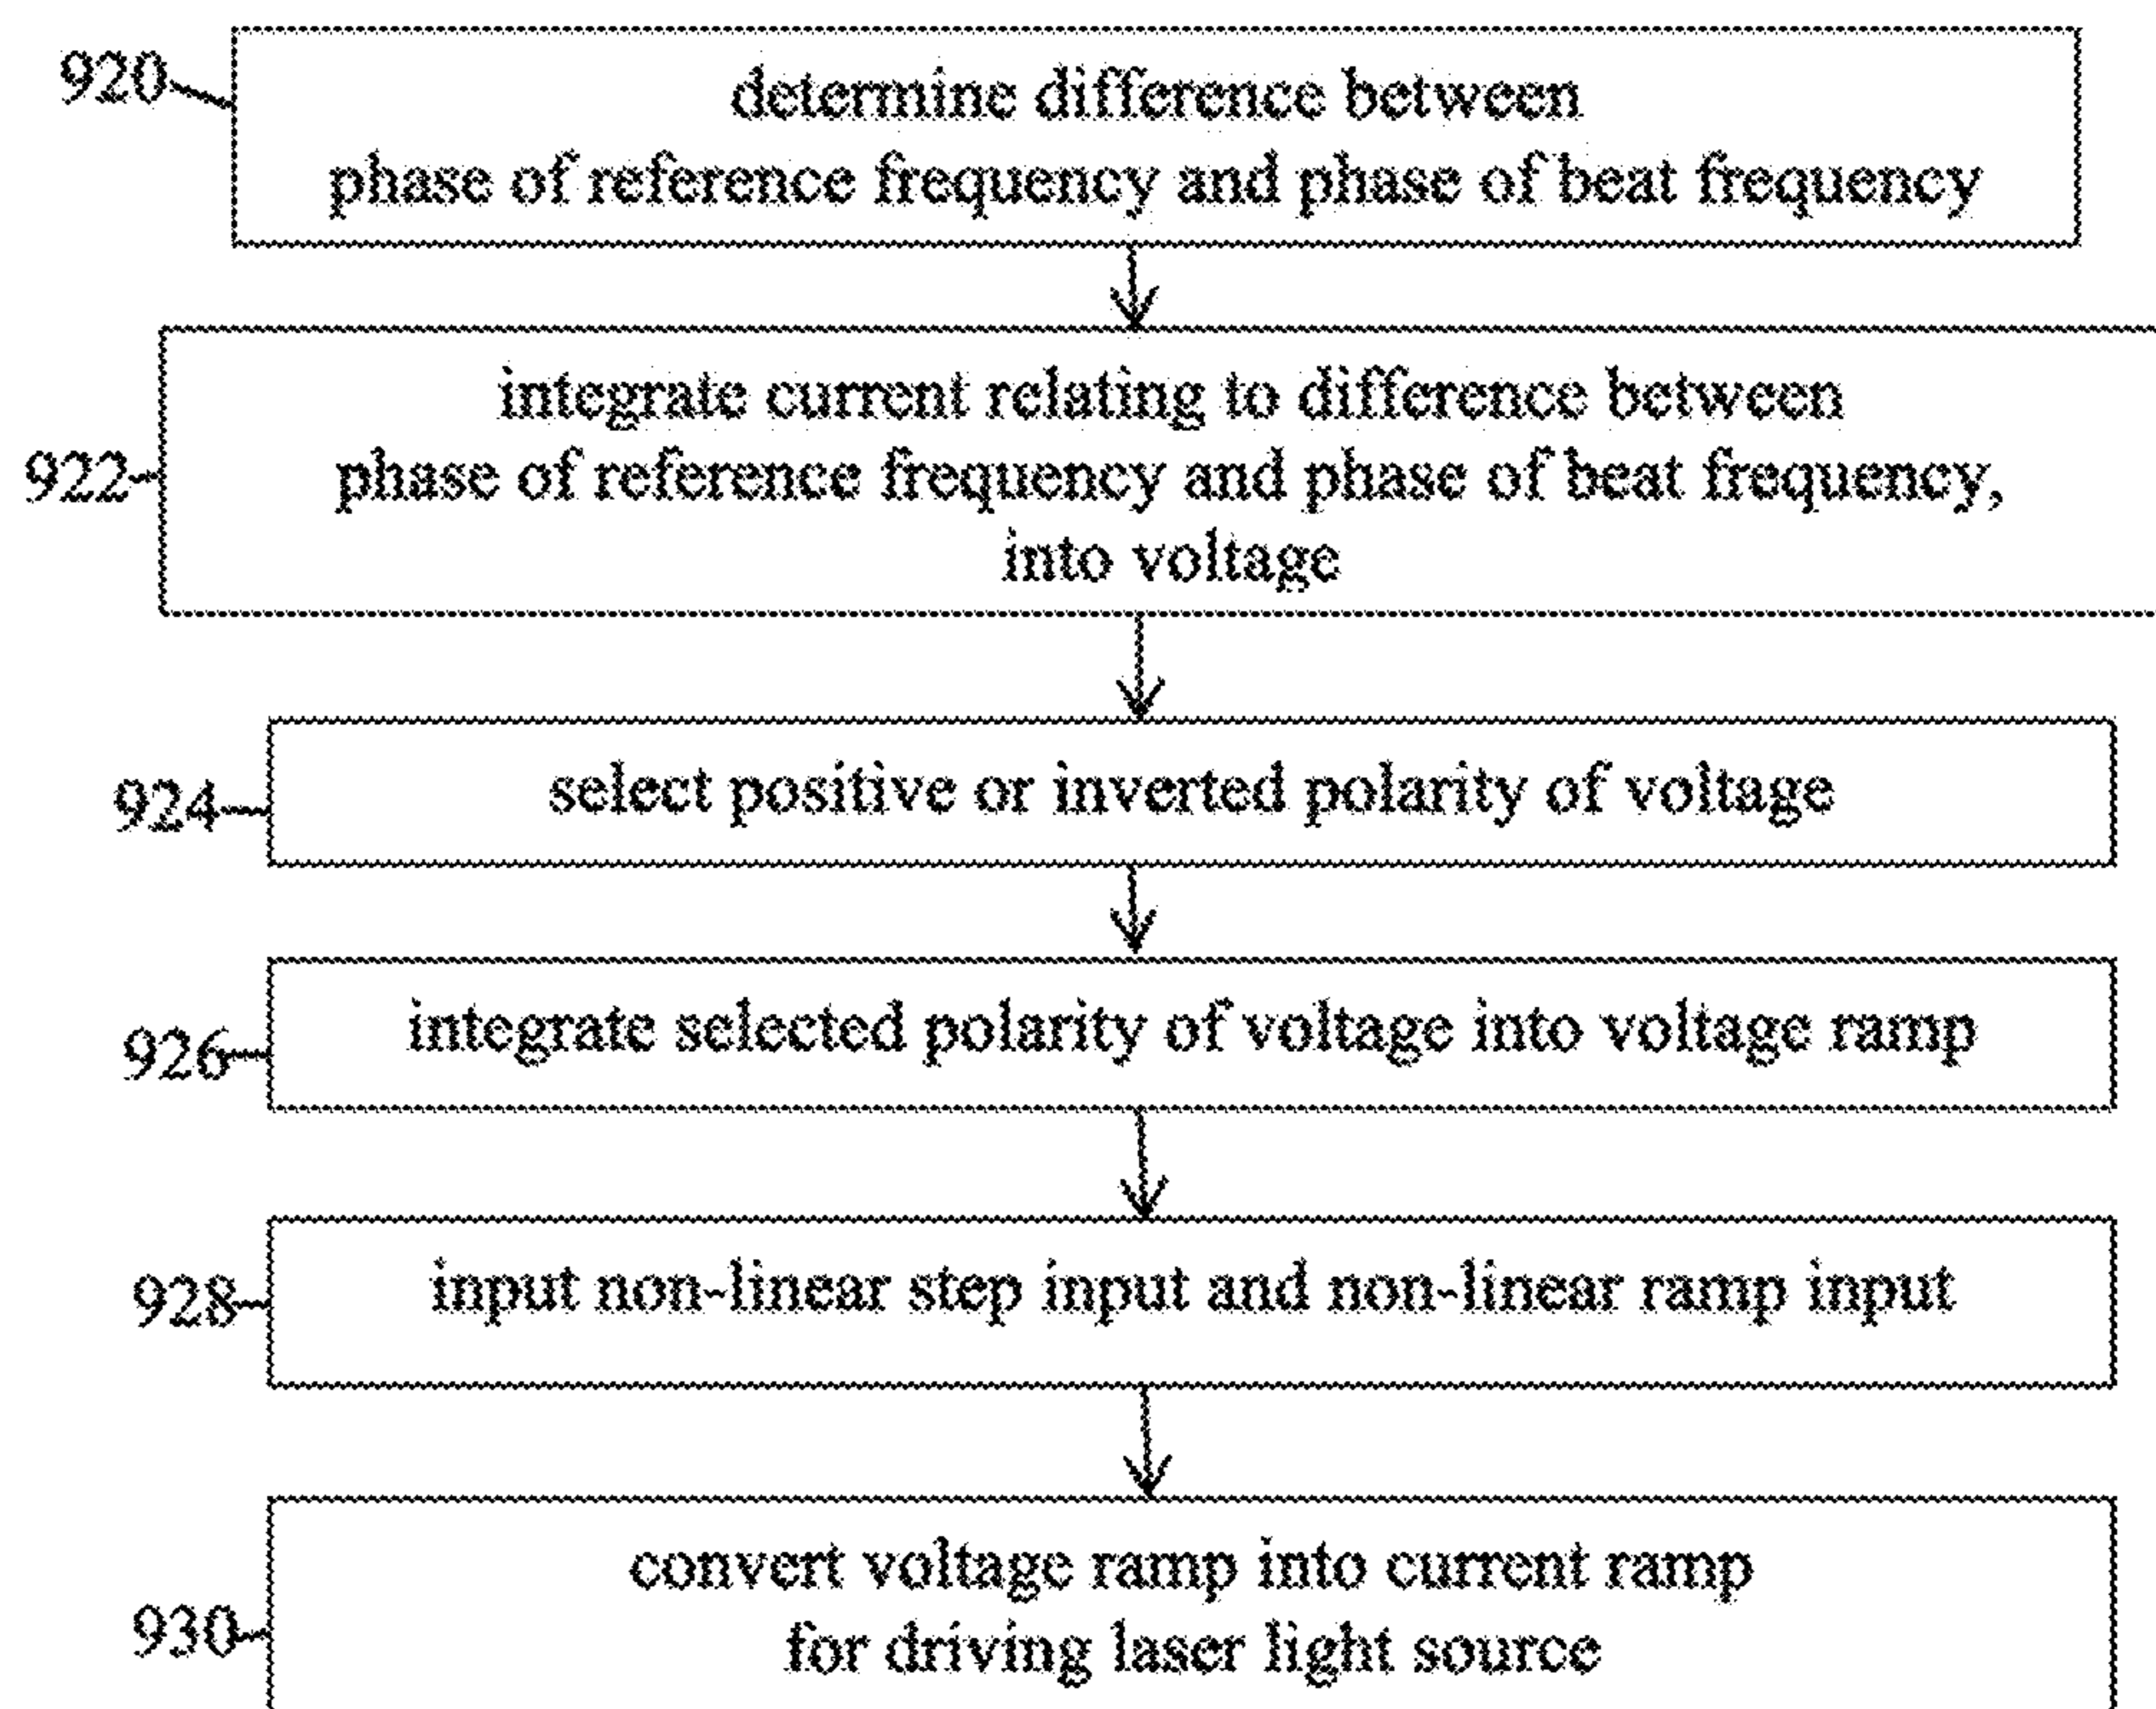 920
determine difference between
phase of reference frequency and phase of beat frequency
922
integrate current relating to difference between
phase of reference frequency and phase of beat frequency,
into voltage
924
select positive or inverted polarity of voltage
926
integrate selected polarity of voltage into voltage ramp
928
input non-linear step input and non-linear ramp input
930
convert voltage ramp into current ramp
for driving laser light source